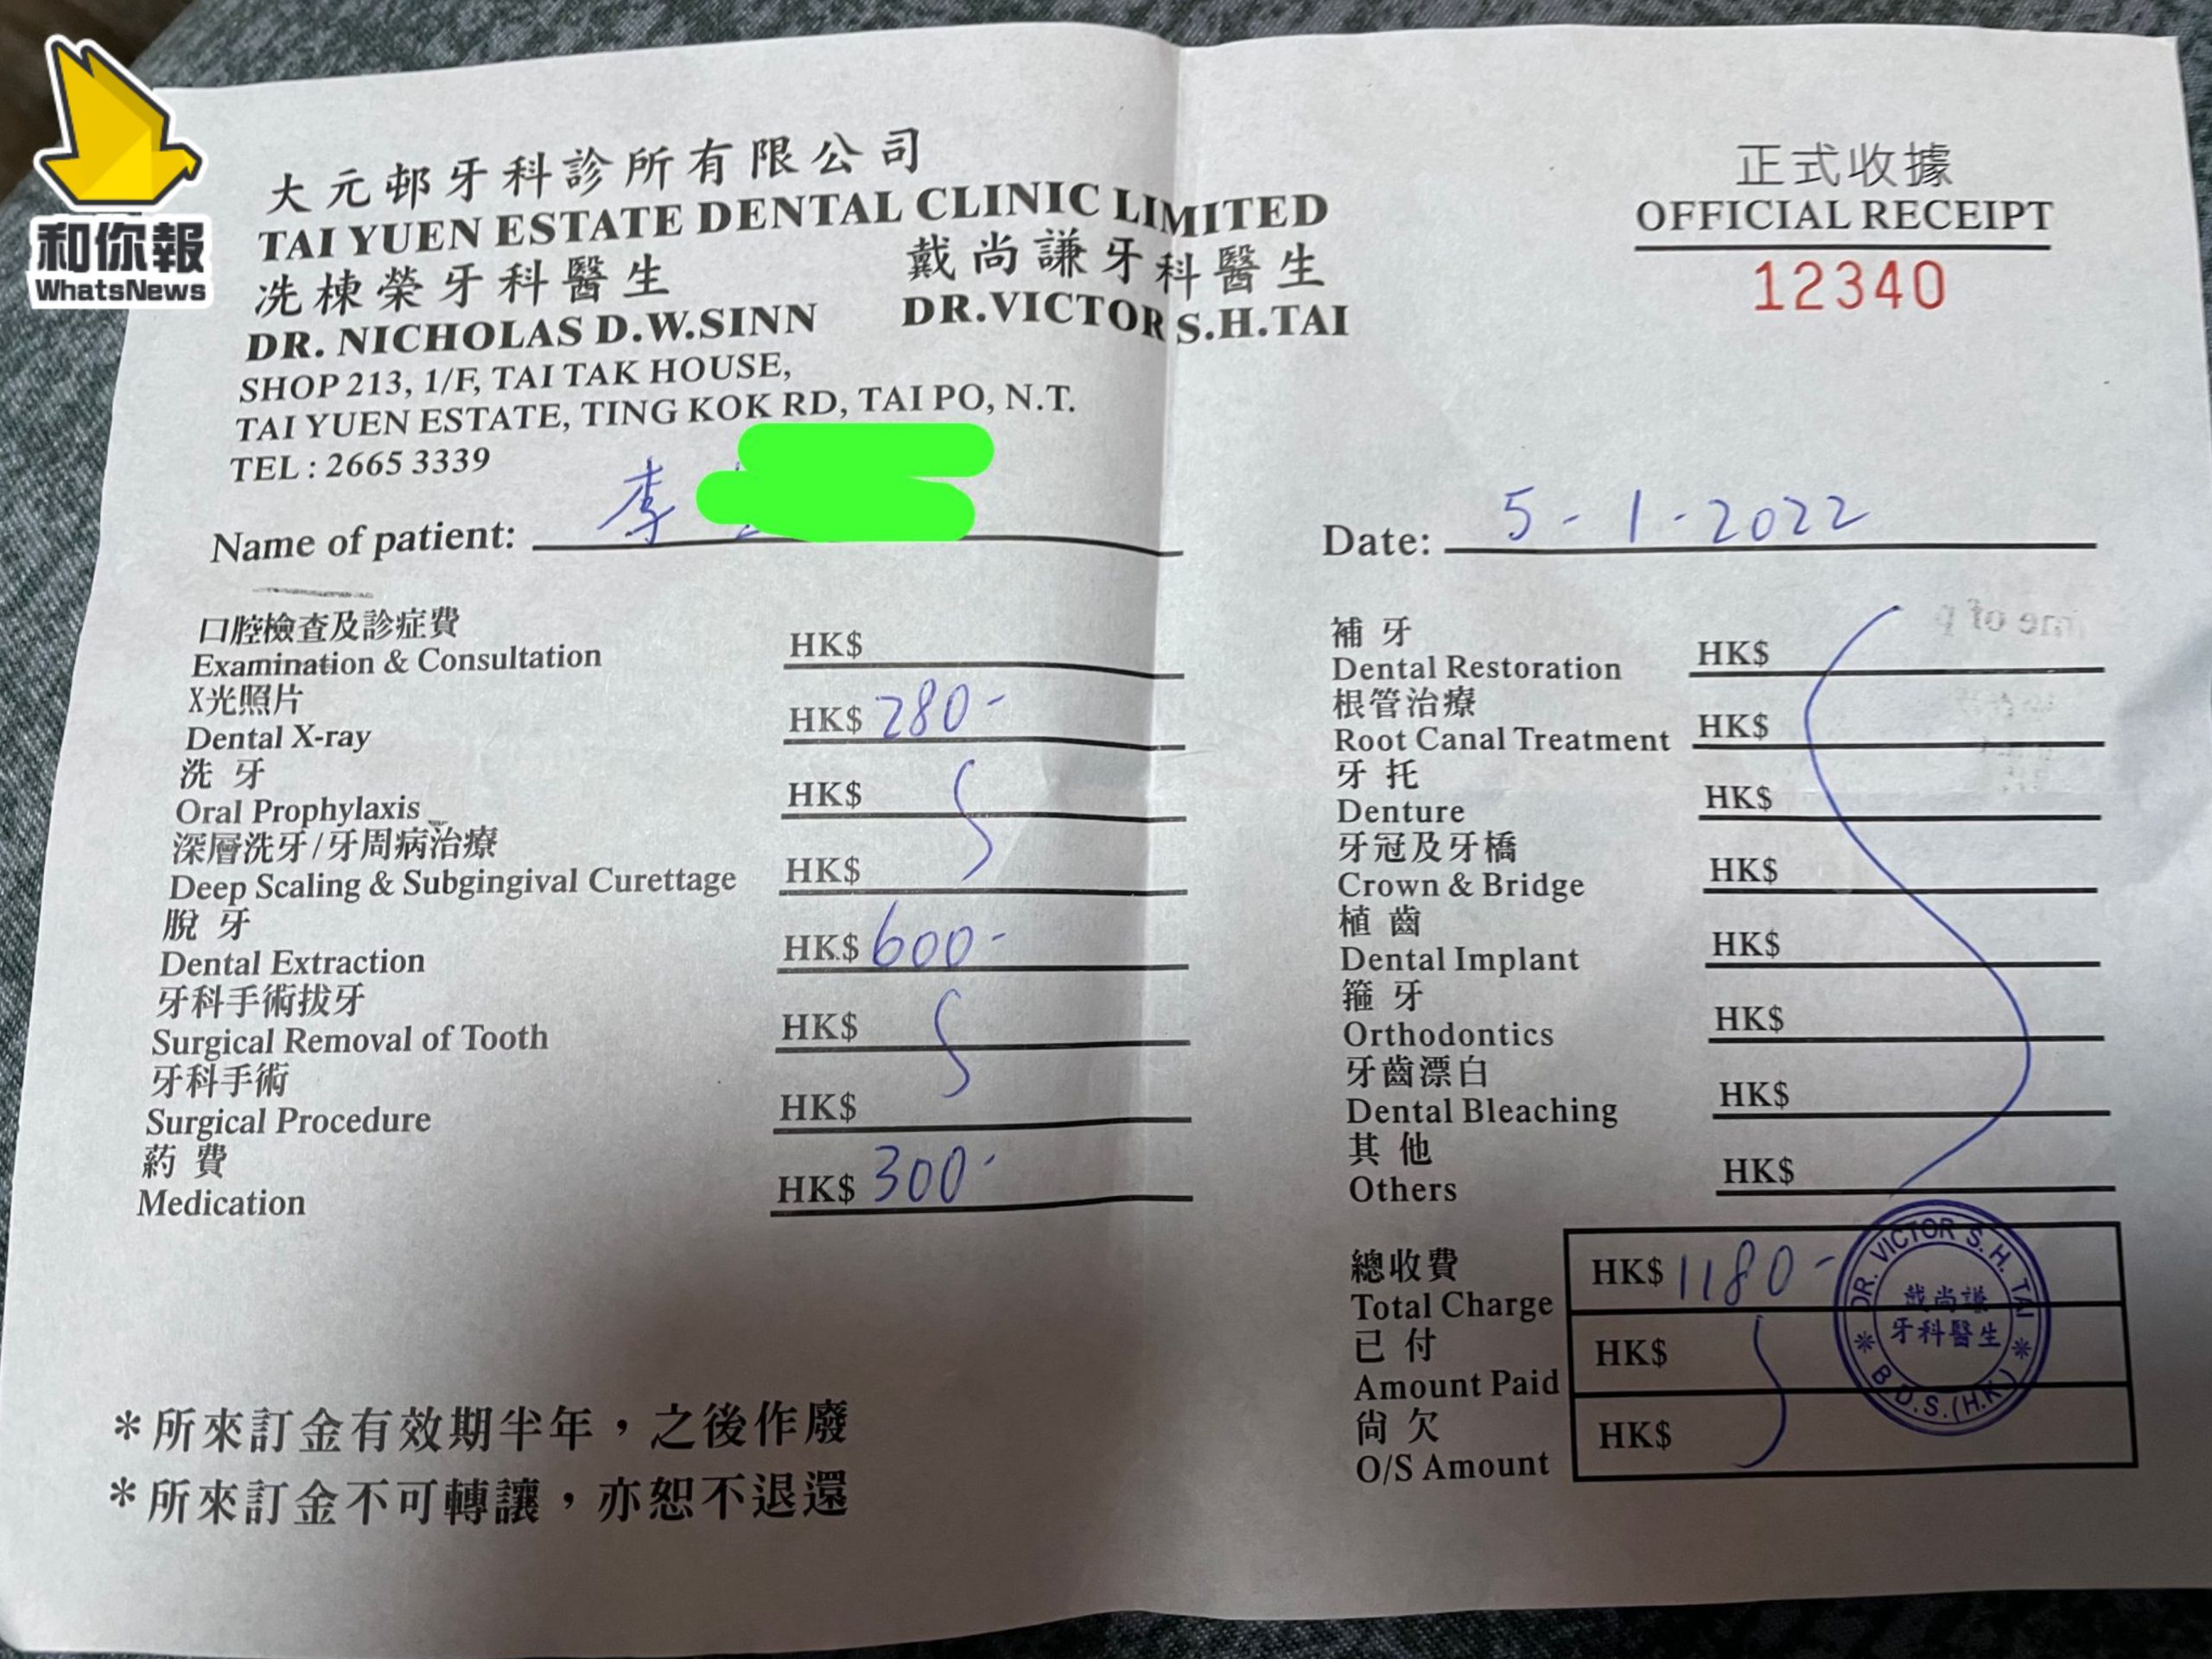 和你報
WhatsNews
大元邨牙科診所有限公司
TAI YUEN ESTATE DENTAL CLINIC LIMITED
冼棟榮牙科醫生 戴尚謙牙科醫生
DR. NICHOLAS D.W.SINN DR.VICTOR S.H.TAI
SHOP 213, 1/F, TAI TAK HOUSE,
TAI YUEN ESTATE, TING KOK RD, TAI PO, N.T.
TEL : 2665 3339
正式收據
OFFICIAL RECEIPT
12340
Name of patient: 李
Date: 5-1-2022
口腔檢查及診症費
Examination & Consultation HK$
X光照片
Dental X-ray HK$ 280-
洗 牙
Oral Prophylaxis HK$
深層洗牙/牙周病治療
Deep Scaling & Subgingival Curettage HK$
脫 牙
Dental Extraction HK$ 600-
牙科手術拔牙
Surgical Removal of Tooth HK$
牙科手術
Surgical Procedure HK$
葯 費
Medication HK$ 300-
補 牙
Dental Restoration HK$
根管治療
Root Canal Treatment HK$
牙 托
Denture HK$
牙冠及牙橋
Crown & Bridge HK$
植 齒
Dental Implant HK$
箍 牙
Orthodontics HK$
牙齒漂白
Dental Bleaching HK$
其 他
Others HK$
總收費
Total Charge HK$ 1180-
已 付
Amount Paid HK$
尚 欠
O/S Amount HK$
DR. VICTOR S. H. TAI
戴尚謙
牙科醫生
B.D.S.(H.K.)
*所來訂金有效期半年，之後作廢
*所來訂金不可轉讓，亦恕不退還